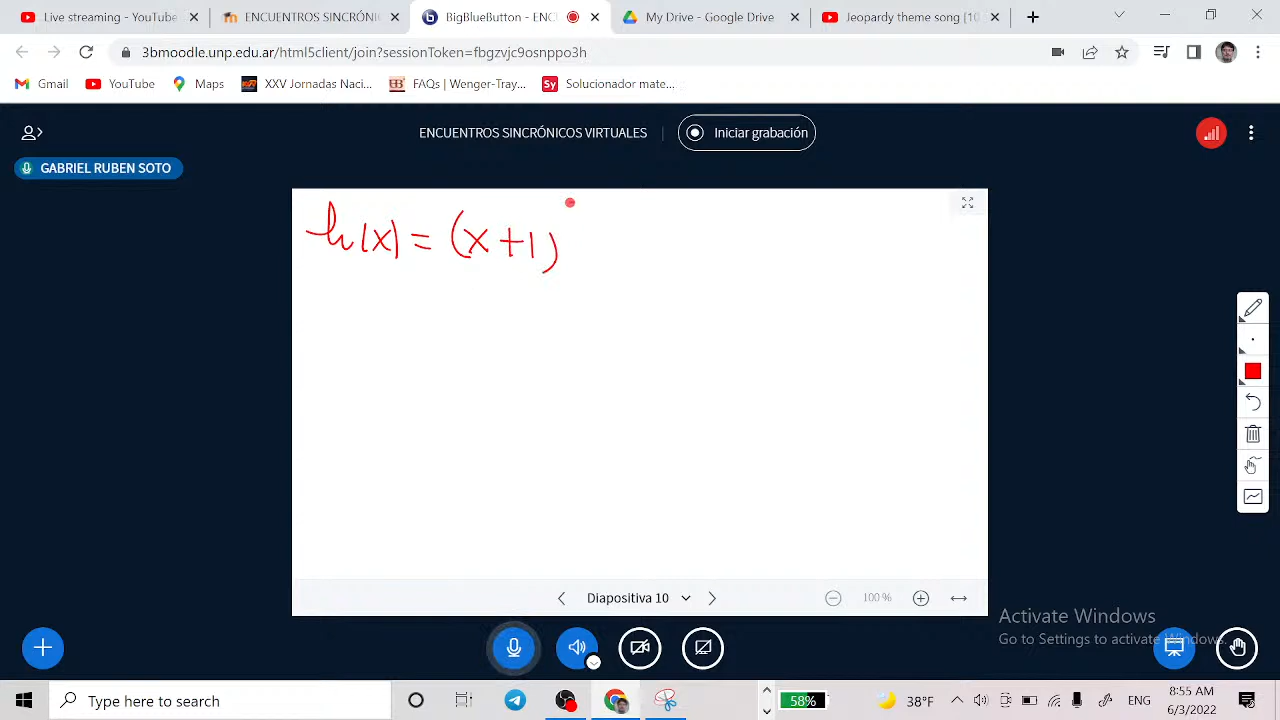 Live streaming - YouTube
ENCUENTROS SINCRÓNICOS
BigBlueButton - ENC
My Drive - Google Drive
Jeopardy theme song [10
3bmoodle.unp.edu.ar/html5client/join?sessionToken=fhgzvjc9osnppo3h
Gmail YouTube Maps XXV Jornadas Naci... FAQs | Wenger-Tray... Sy Solucionador mate...
ENCUENTROS SINCRÓNICOS VIRTUALES | Iniciar grabación
GABRIEL RUBEN SOTO
h(x) = (x+1)
Diapositiva 10
100 %
Activate Windows
Go to Settings to activate Windows.
Type here to search
58%
38°F
ENG
8:55 AM
6/3/2022